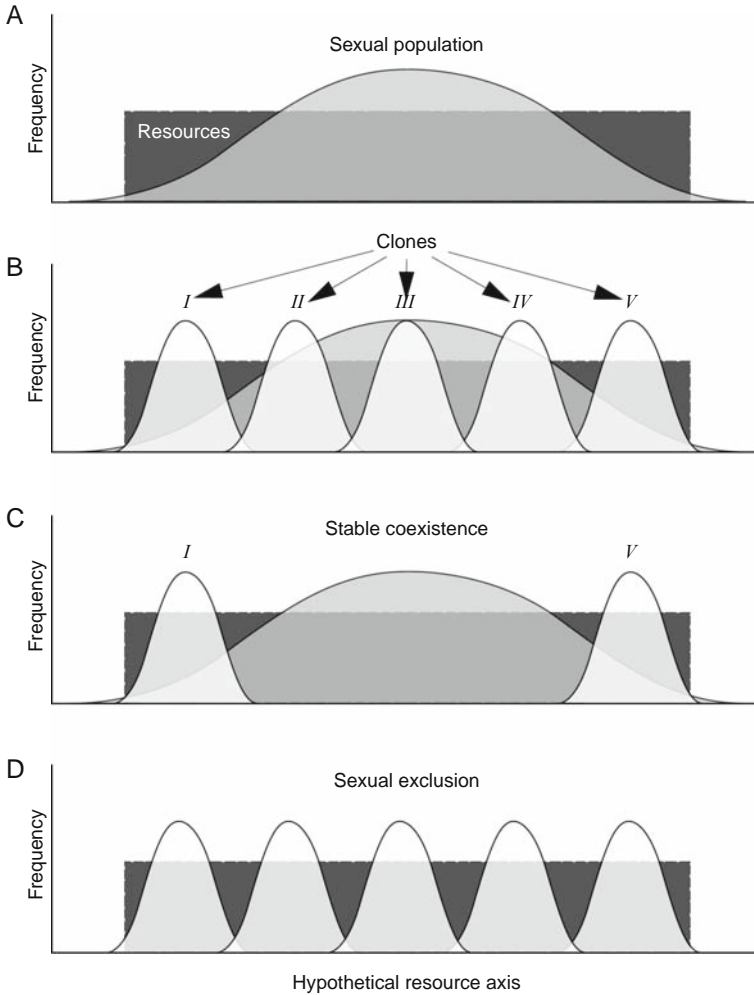 A
Sexual population
Frequency
Resources
Clones
B
I II III IV V
Frequency
C
Stable coexistence
I V
Frequency
D
Sexual exclusion
Frequency
Hypothetical resource axis